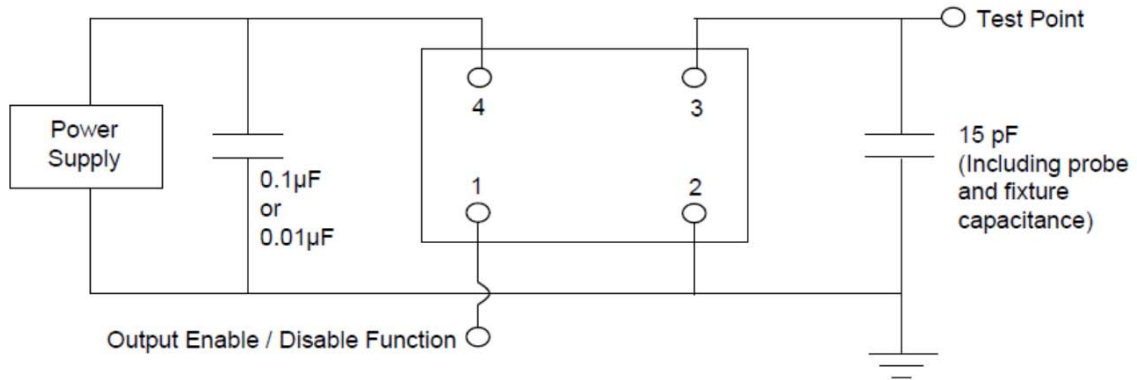 Test Point
4
3
Power
Supply
0.1µF
or
0.01µF
1
2
15 pF
(Including probe
and fixture
capacitance)
Output Enable / Disable Function